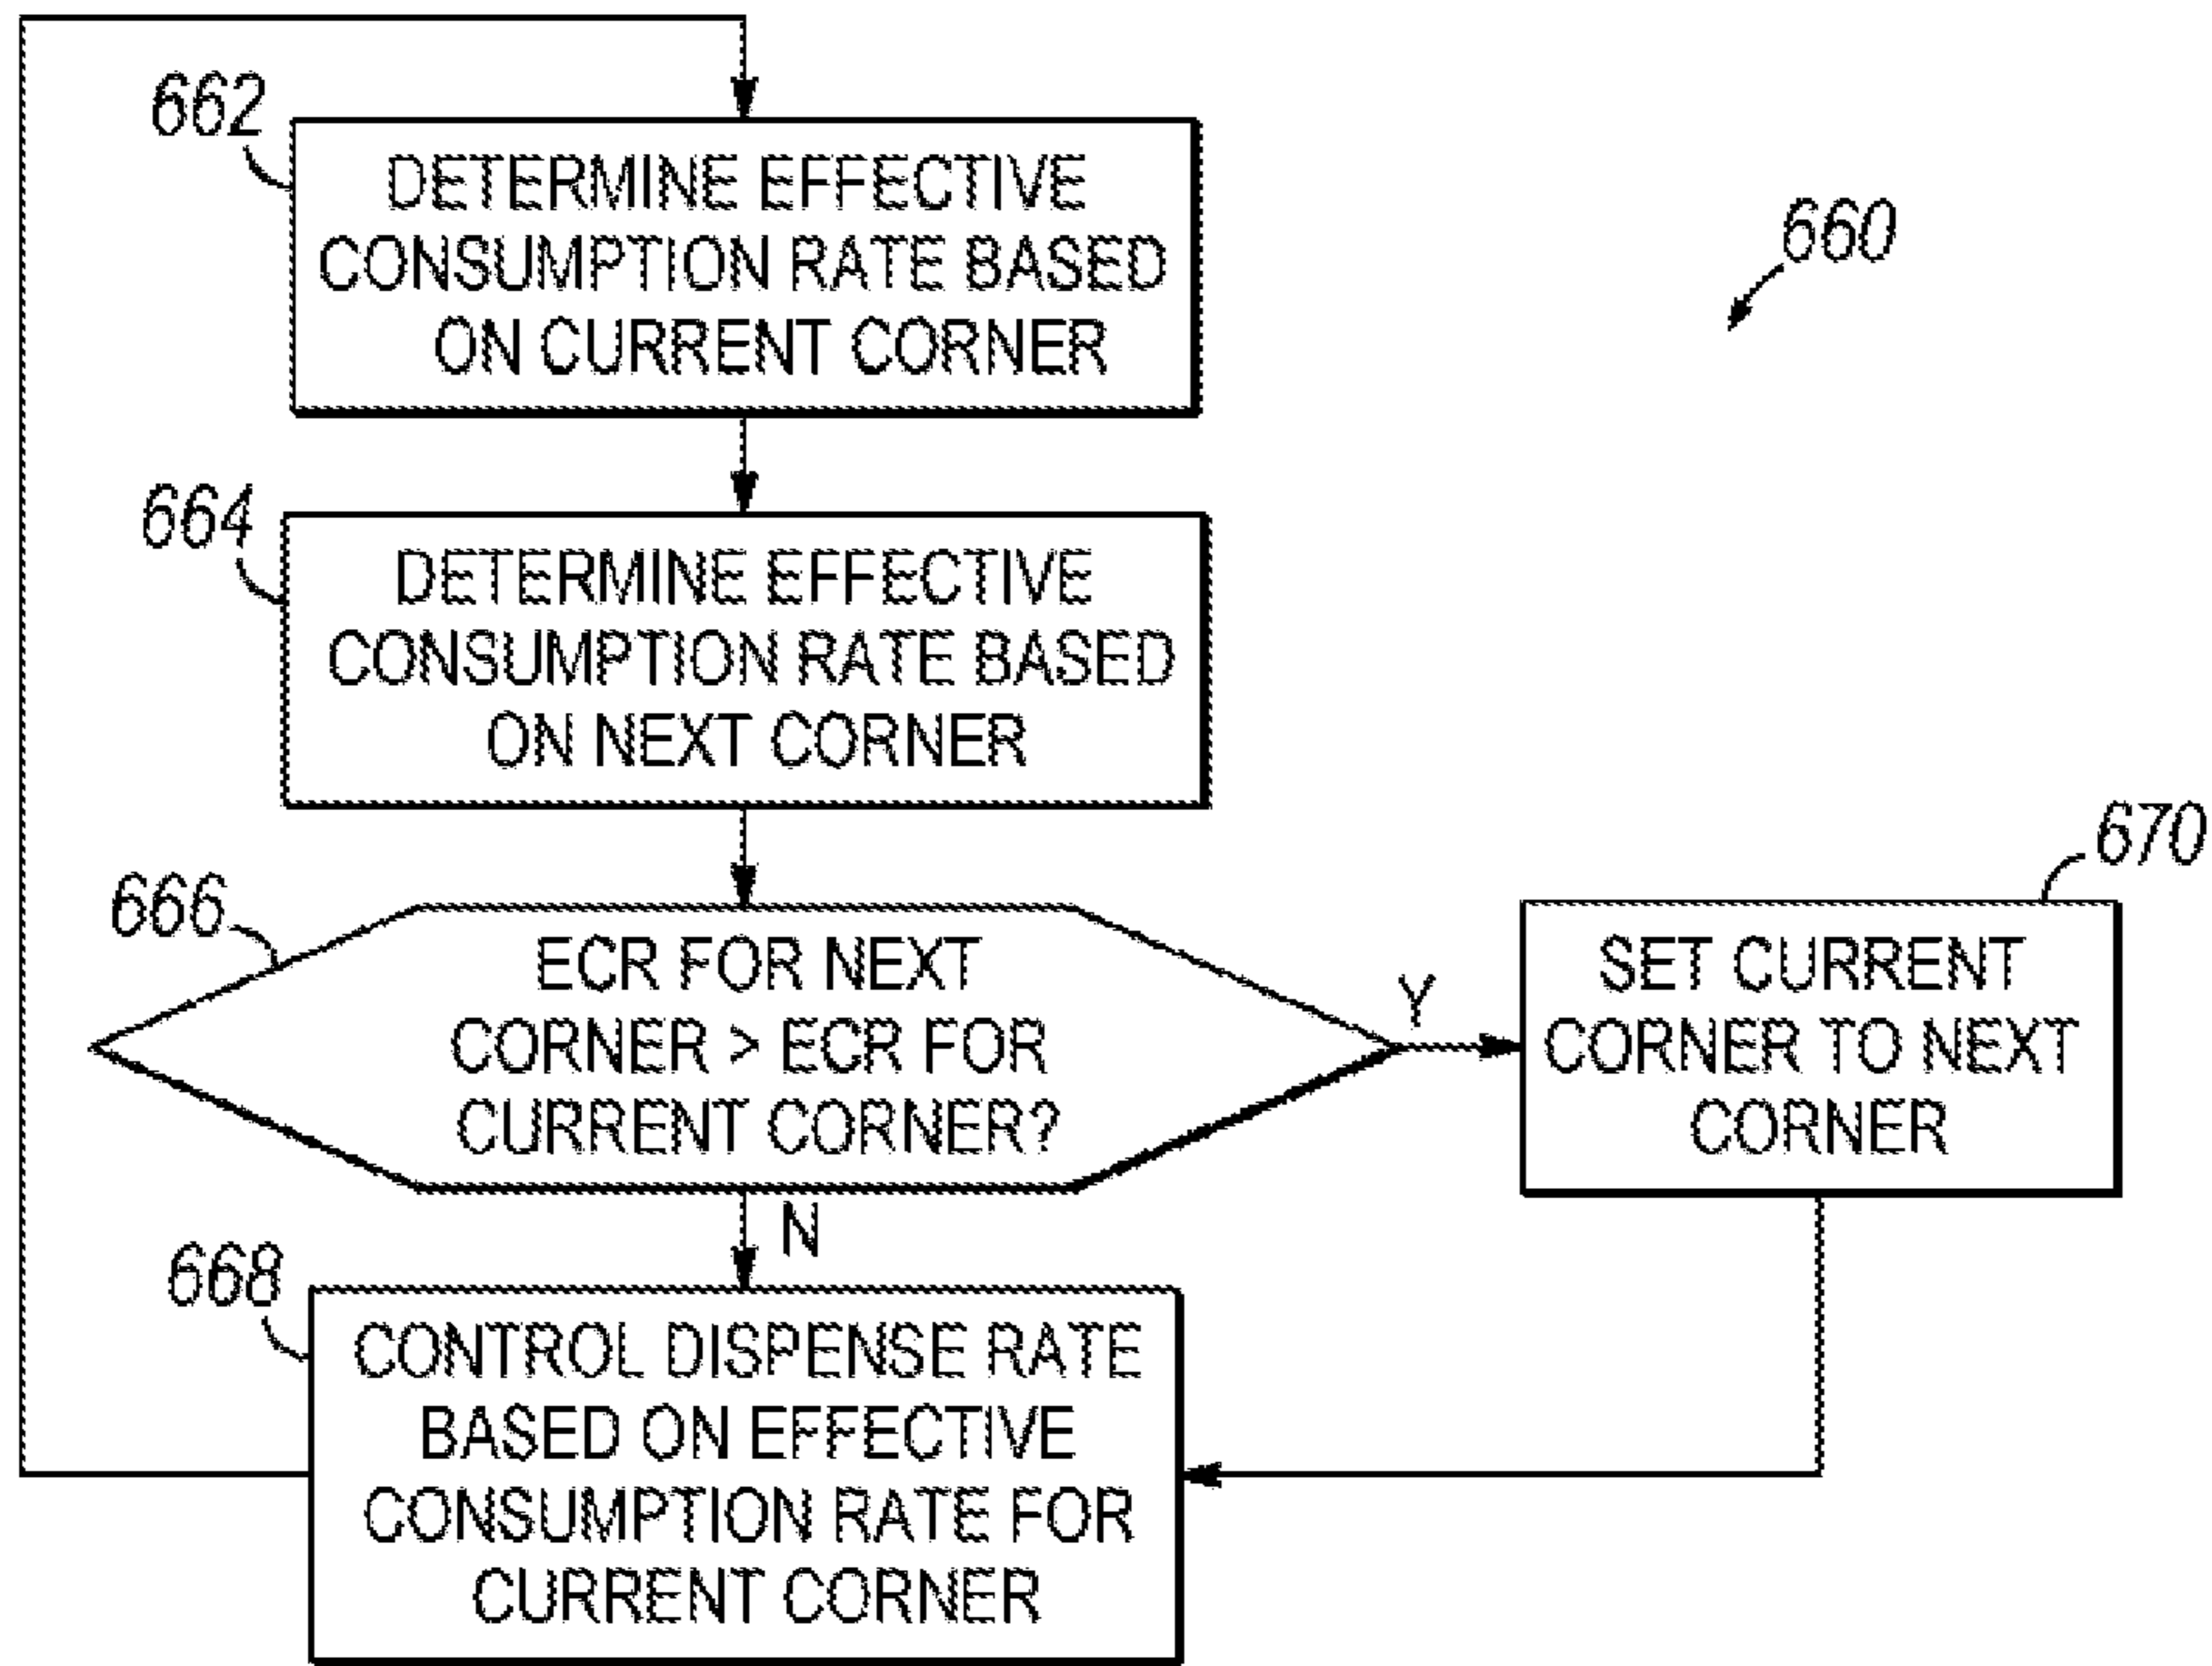 662
DETERMINE EFFECTIVE
CONSUMPTION RATE BASED
ON CURRENT CORNER
660
664
DETERMINE EFFECTIVE
CONSUMPTION RATE BASED
ON NEXT CORNER
666
ECR FOR NEXT
CORNER > ECR FOR
CURRENT CORNER?
Y
670
SET CURRENT
CORNER TO NEXT
CORNER
N
668
CONTROL DISPENSE RATE
BASED ON EFFECTIVE
CONSUMPTION RATE FOR
CURRENT CORNER